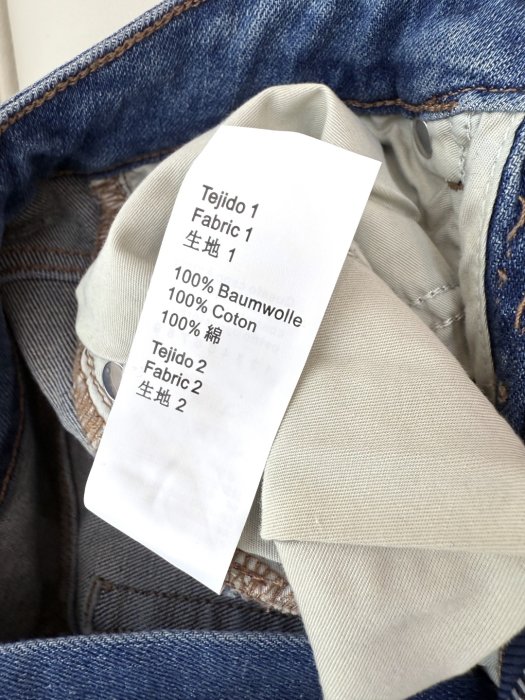 Tejido 1
Fabric 1
生地 1
100% Baumwolle
100% Coton
100% 綿
Tejido 2
Fabric 2
生地 2